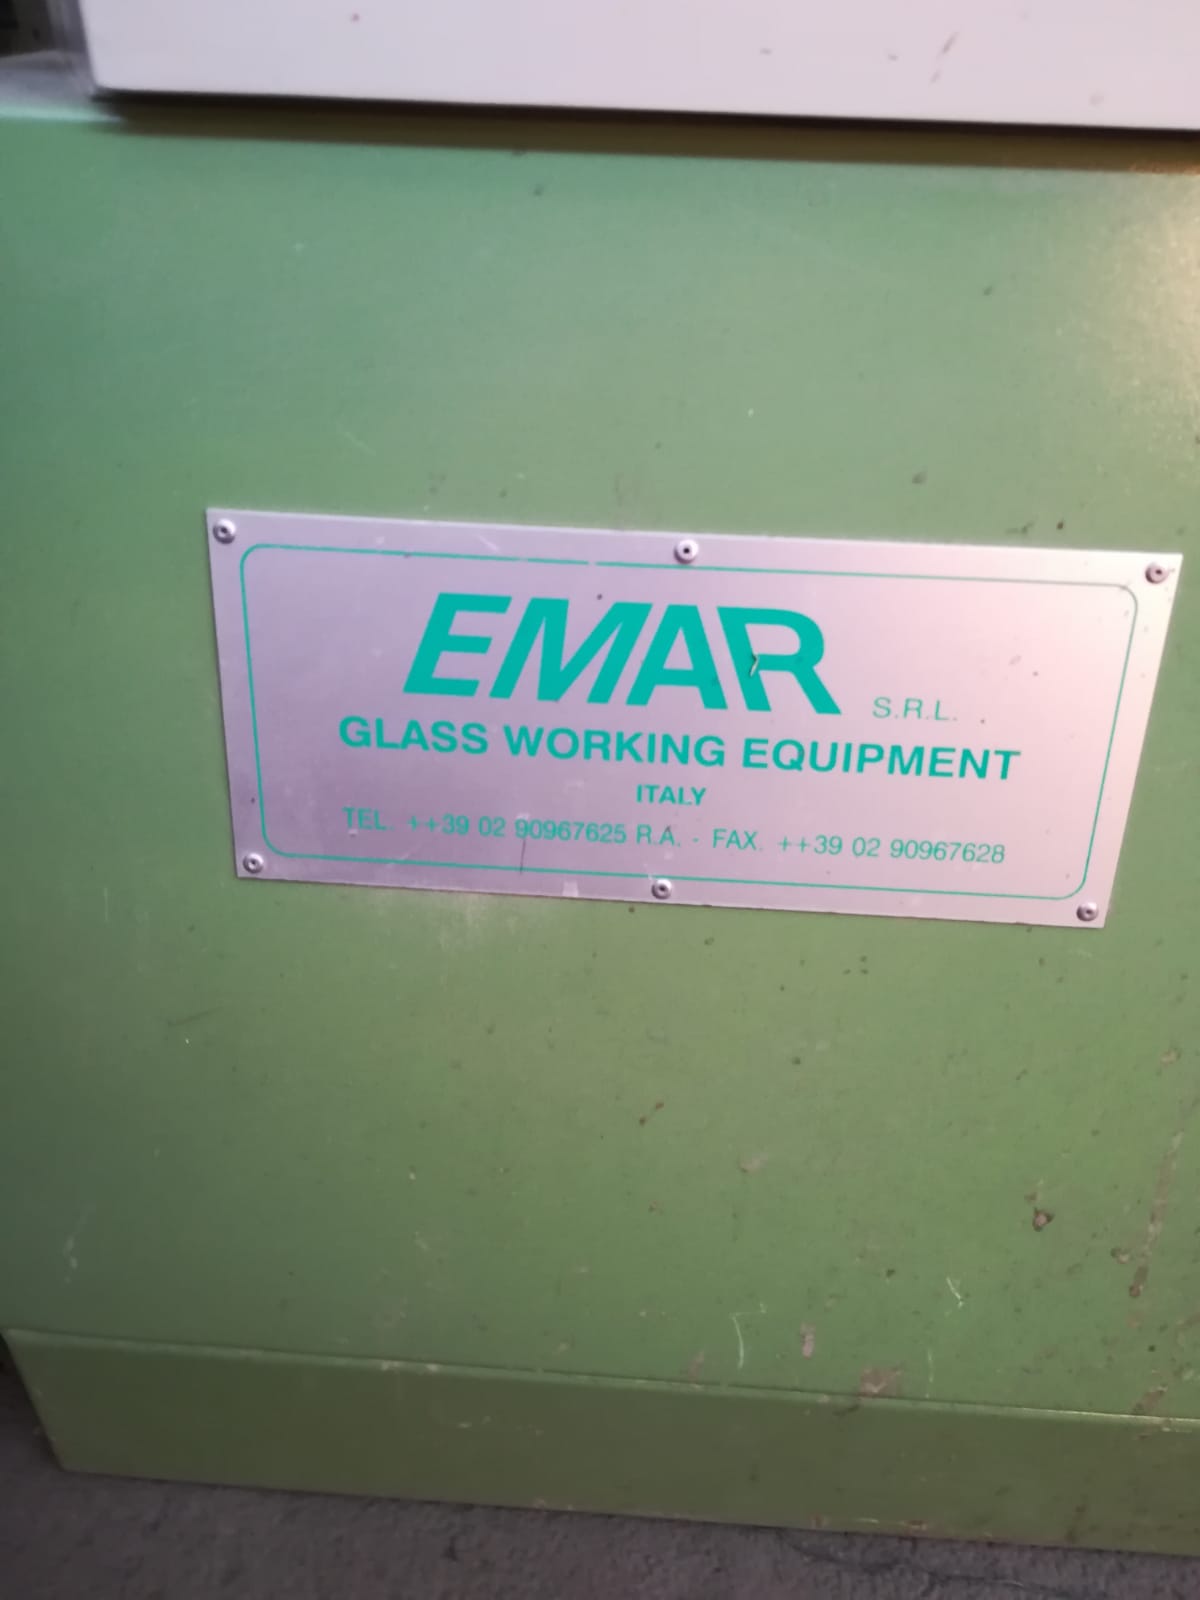 EMAR S.R.L.
GLASS WORKING EQUIPMENT
ITALY
TEL. ++39 02 90967625 R.A. - FAX. ++39 02 90967628